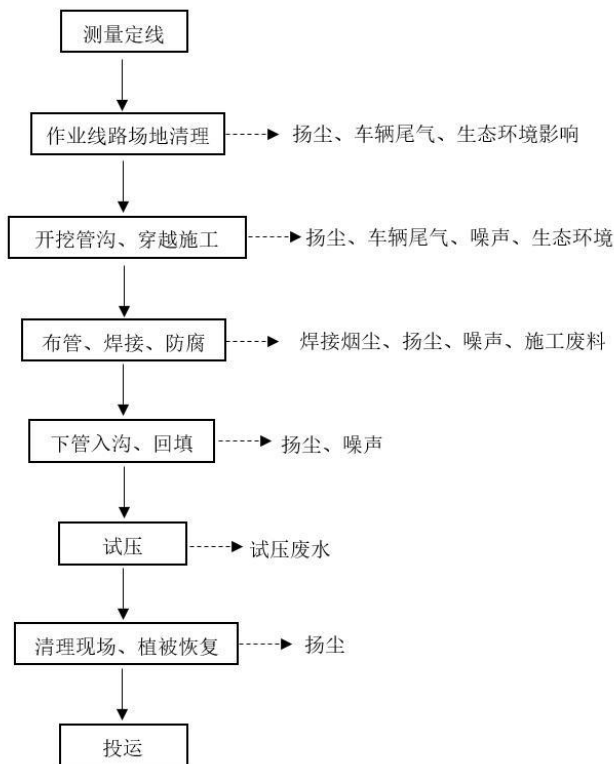 测量定线
作业线路场地清理
扬尘、车辆尾气、生态环境影响
开挖管沟、穿越施工
扬尘、车辆尾气、噪声、生态环境
布管、焊接、防腐
焊接烟尘、扬尘、噪声、施工废料
下管入沟、回填
扬尘、噪声
试压
试压废水
清理现场、植被恢复
扬尘
投运